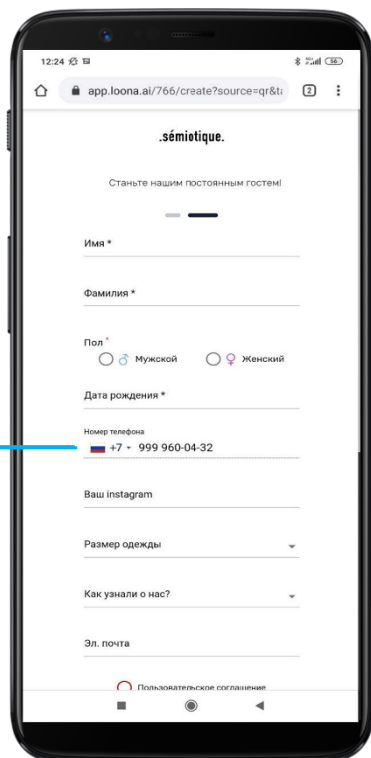 12:24
56
app.loona.ai/766/create?source=qr&ta
2
.sémiotique.
Станьте нашим постоянным гостем!
Имя *
Фамилия *
Пол *
Мужской Женский
Дата рождения *
Номер телефона
+7 999 960-04-32
Ваш instagram
Размер одежды
Как узнали о нас?
Эл. почта
Пользовательское соглашение